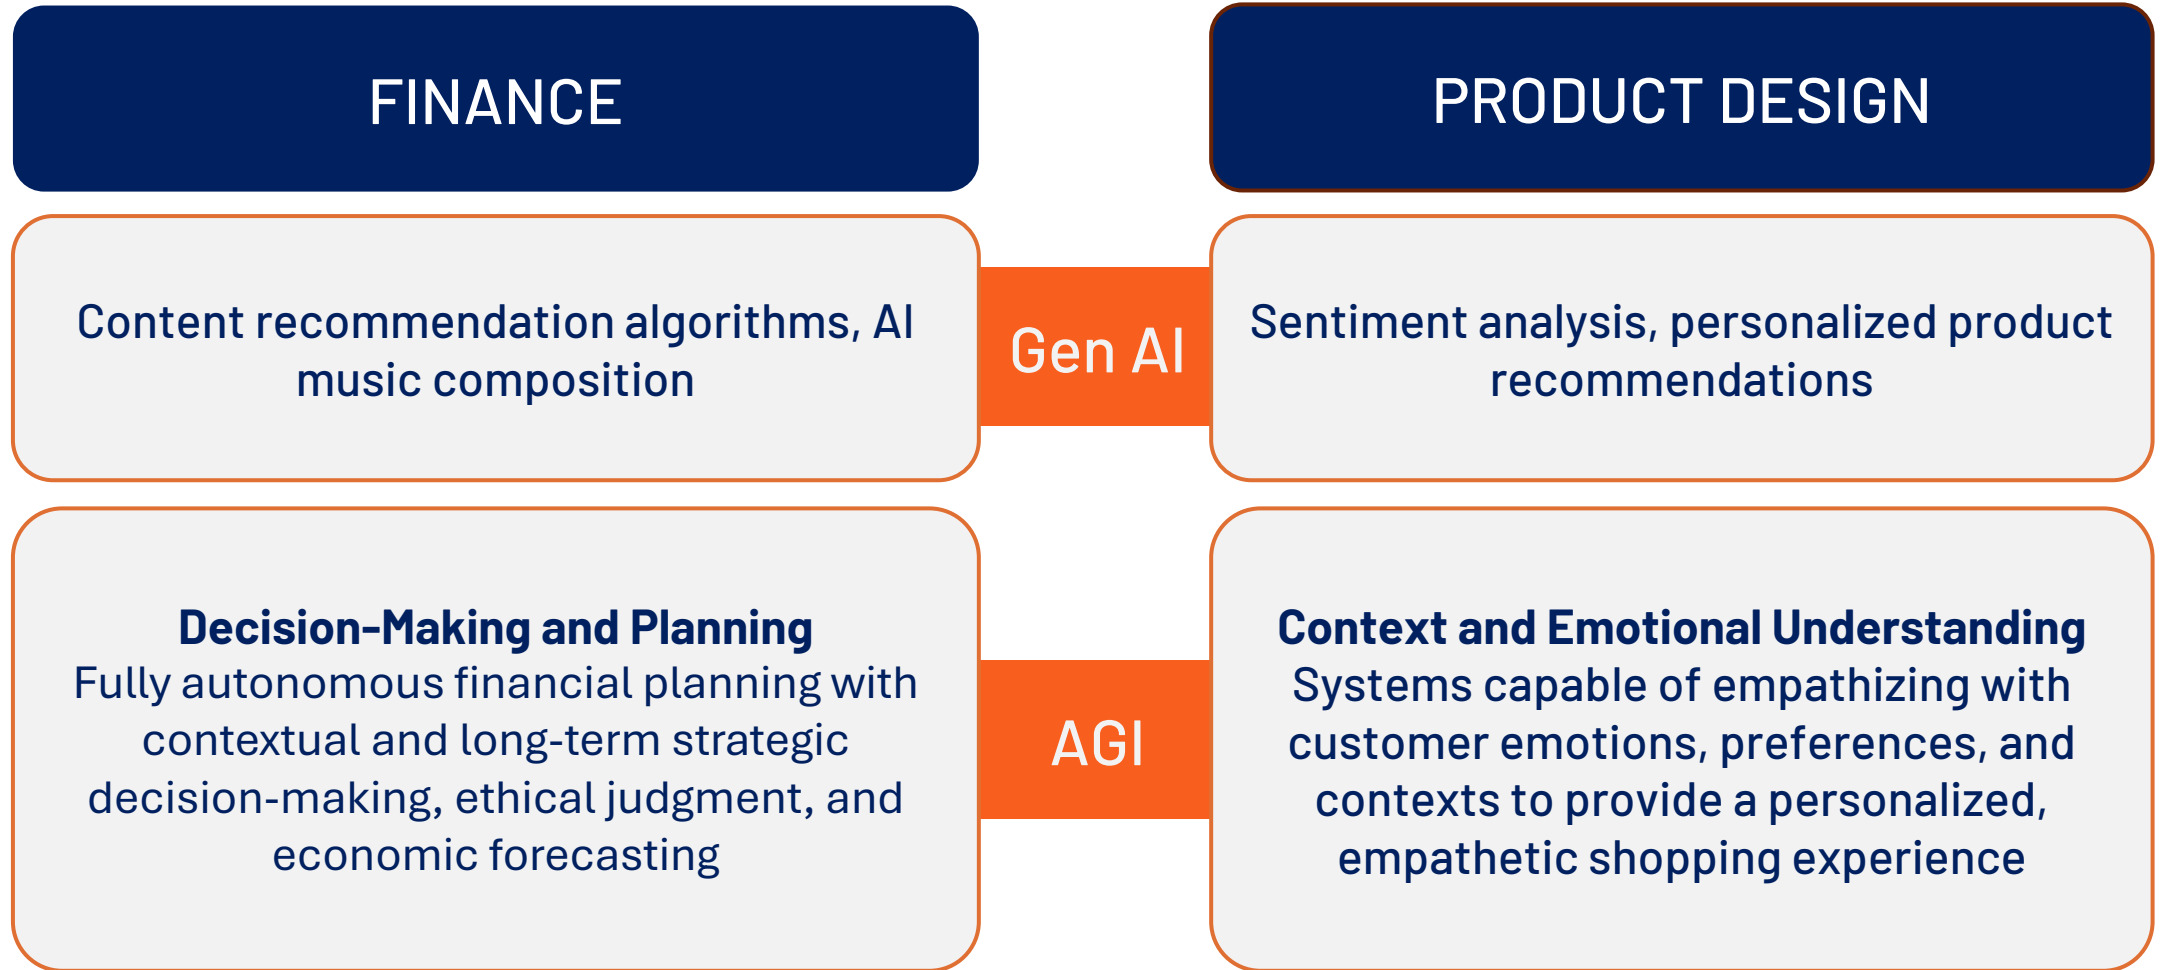 FINANCE
PRODUCT DESIGN
Content recommendation algorithms, AI
music composition
Gen AI
Sentiment analysis, personalized product
recommendations
Decision-Making and Planning
Fully autonomous financial planning with
contextual and long-term strategic
decision-making, ethical judgment, and
economic forecasting
AGI
Context and Emotional Understanding
Systems capable of empathizing with
customer emotions, preferences, and
contexts to provide a personalized,
empathetic shopping experience